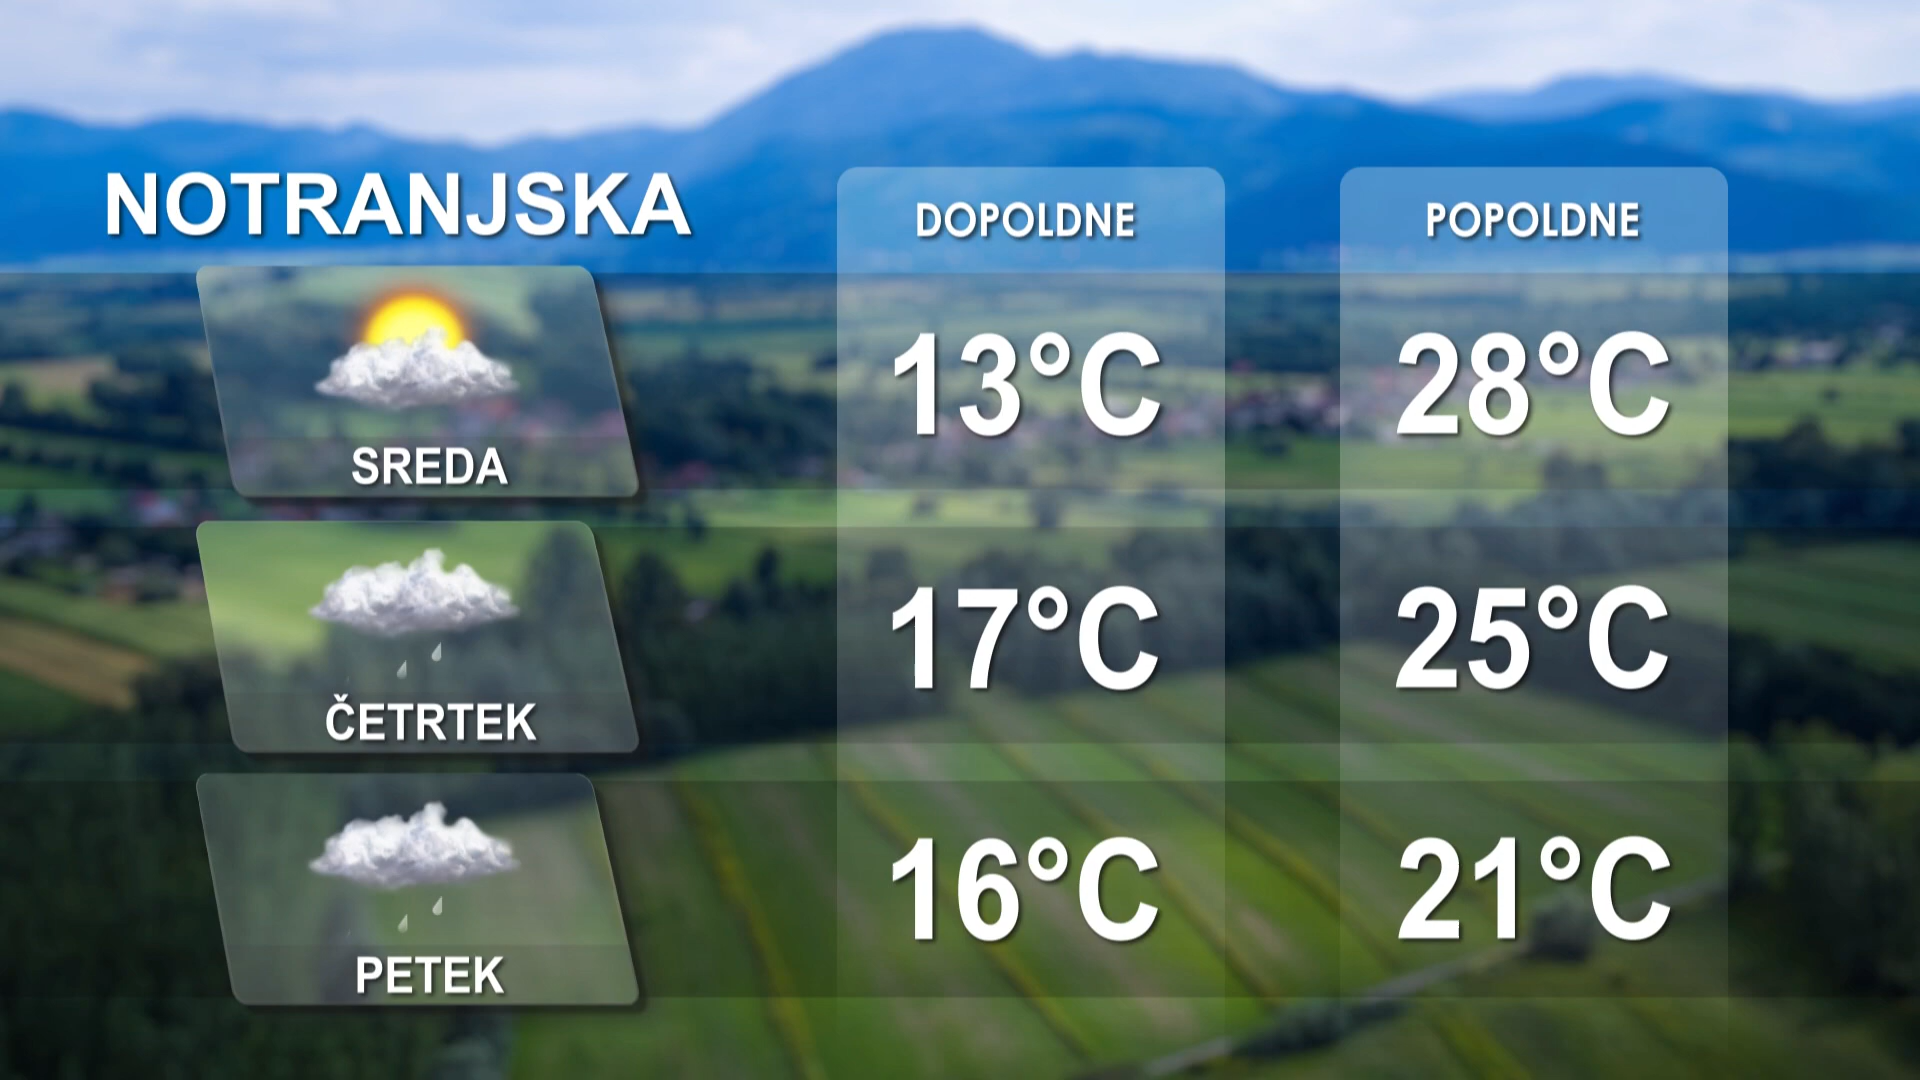 NOTRANJSKA
DOPOLDNE
POPOLDNE
13°C
28°C
SREDA
17°C
25°C
ČETRTEK
16°C
21°C
PETEK